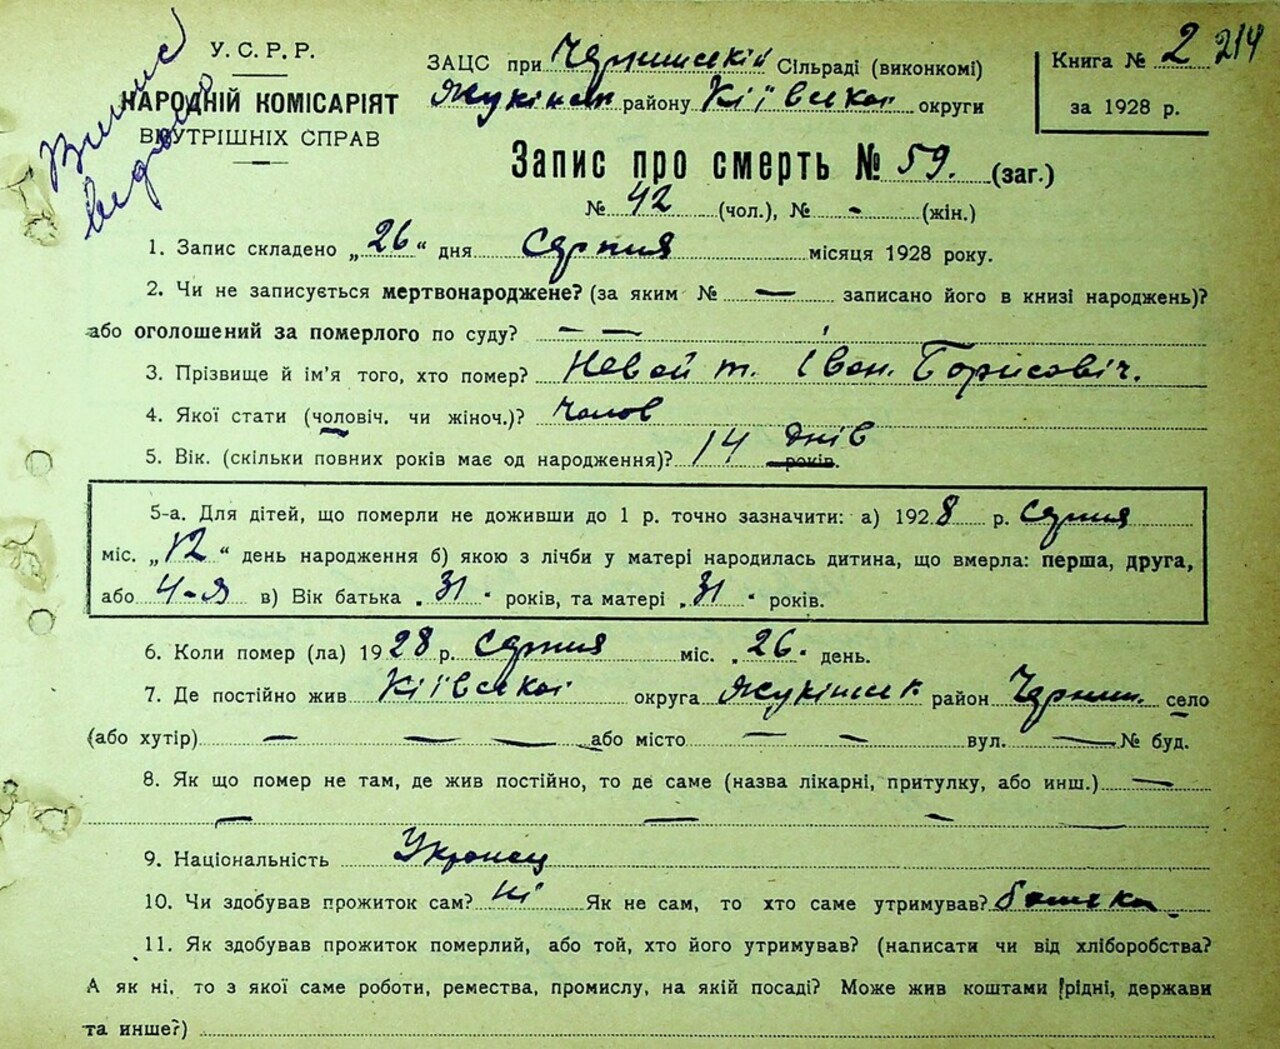 У. С. Р. Р.
НАРОДНІЙ КОМІСАРІЯТ
ВНУТРІШНІХ СПРАВ
ЗАЦС при Сільраді (виконкомі)
району Київської округи
Книга № 2 214
за 1928 р.
Запис про смерть № 59. (заг.)
№ 42 (чол.), № - (жін.)
1. Запис складено „26“ дня Серпня місяця 1928 року.
2. Чи не записується мертвонароджене? (за яким № — записано його в книзі народжень)?
або оголошений за померлого по суду? — —
3. Прізвище й ім'я того, хто помер? Іван Борисовіч.
4. Якої стати (чоловіч. чи жіноч.)? чолов
5. Вік. (скільки повних років має од народження)? 14 днів років.
5-а. Для дітей, що померли не доживши до 1 р. точно зазначити: а) 1928 р. Серпня
міс. „12“ день народження б) якою з лічби у матері народилась дитина, що вмерла: перша, друга,
або 4-я в) Вік батька „31“ років, та матері „31“ років.
6. Коли помер (ла) 1928 р. Серпня міс. „26“ день.
7. Де постійно жив Київської округа район село
(або хутір) — — — або місто — — вул. — № буд.
8. Як що помер не там, де жив постійно, то де саме (назва лікарні, притулку, або инш.) —
— — — —
9. Національність Українец
10. Чи здобував прожиток сам? ні Як не сам, то хто саме утримував? батько
11. Як здобував прожиток померлий, або той, хто його утримував? (написати чи від хліборобства?
А як ні, то з якої саме роботи, ремества, промислу, на якій посаді? Може жив коштами рідні, держави
та инше?)